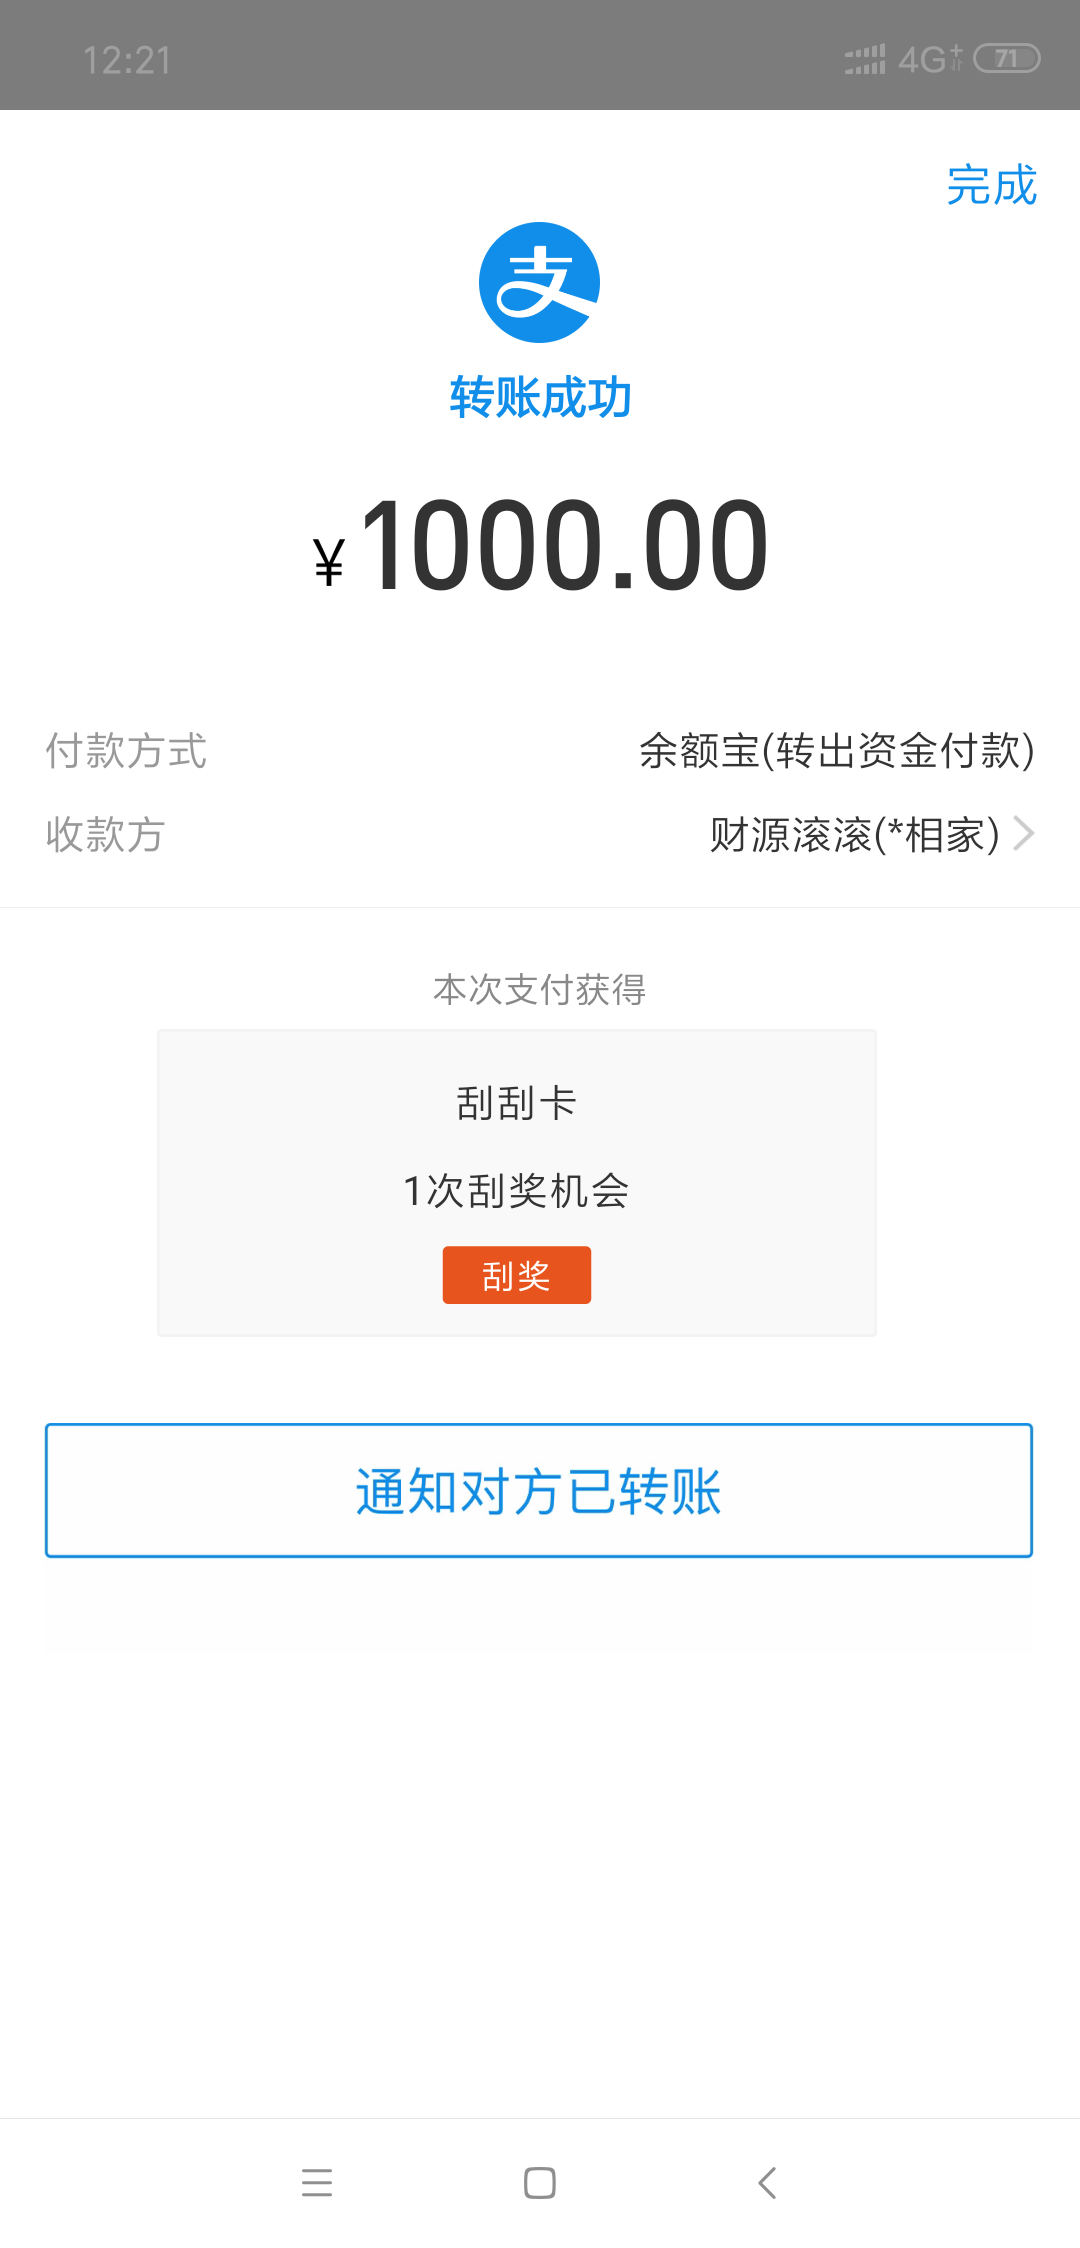 12:21
4G+ 71
完成
转账成功
¥1000.00
付款方式 余额宝(转出资金付款)
收款方 财源滚滚(*相家)
本次支付获得
刮刮卡
1次刮奖机会
刮奖
通知对方已转账